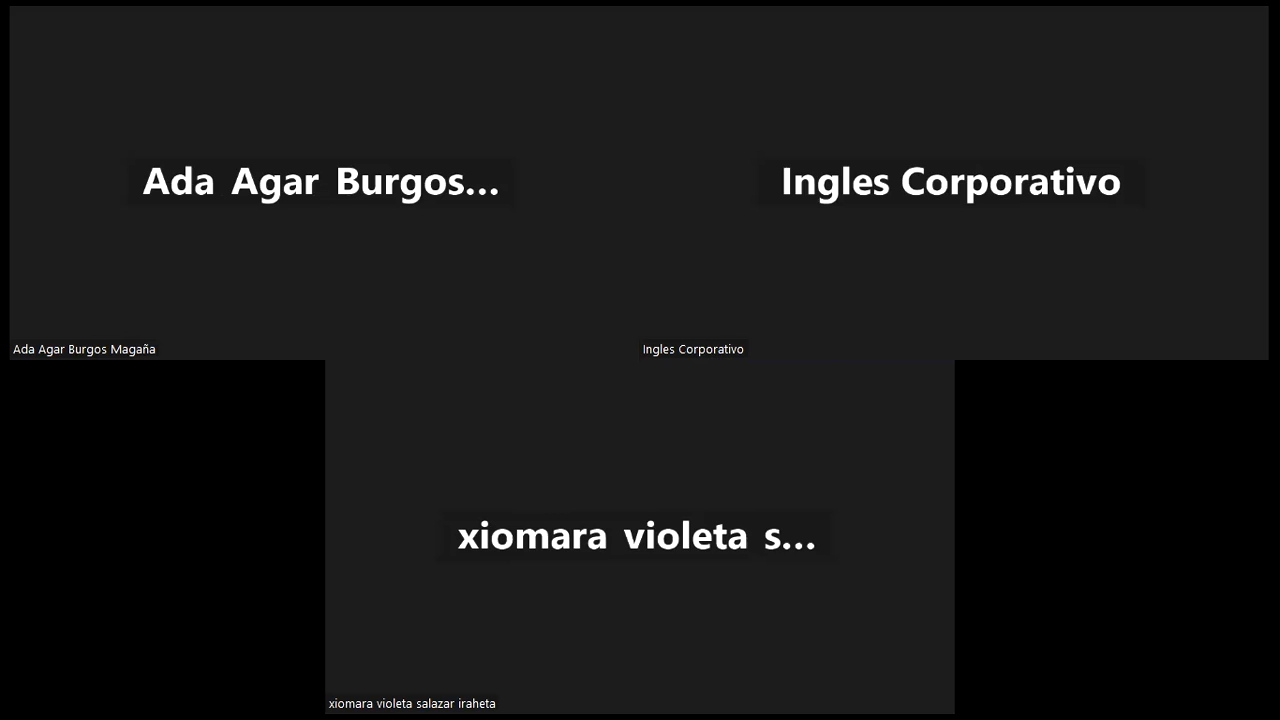 Ada Agar Burgos...
Ingles Corporativo
Ada Agar Burgos Magaña
Ingles Corporativo
xiomara violeta s...
xiomara violeta salazar iraheta